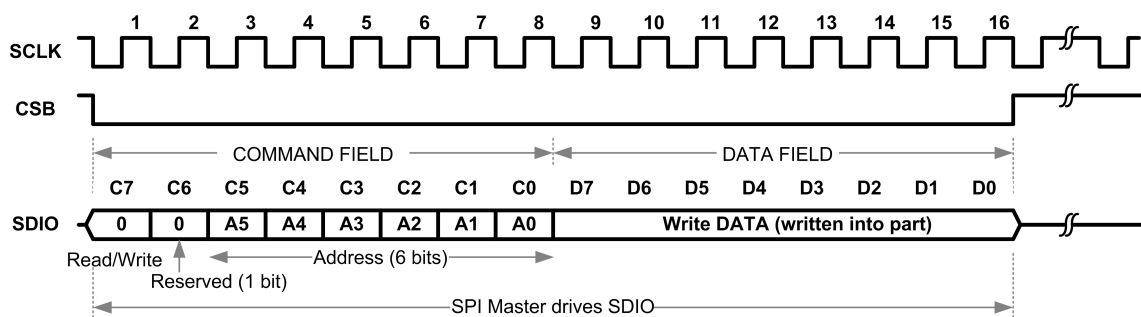 1 2 3 4 5 6 7 8 9 10 11 12 13 14 15 16
SCLK
CSB
COMMAND FIELD DATA FIELD
C7 C6 C5 C4 C3 C2 C1 C0 D7 D6 D5 D4 D3 D2 D1 D0
SDIO 0 0 A5 A4 A3 A2 A1 A0 Write DATA (written into part)
Read/Write Address (6 bits)
Reserved (1 bit)
SPI Master drives SDIO